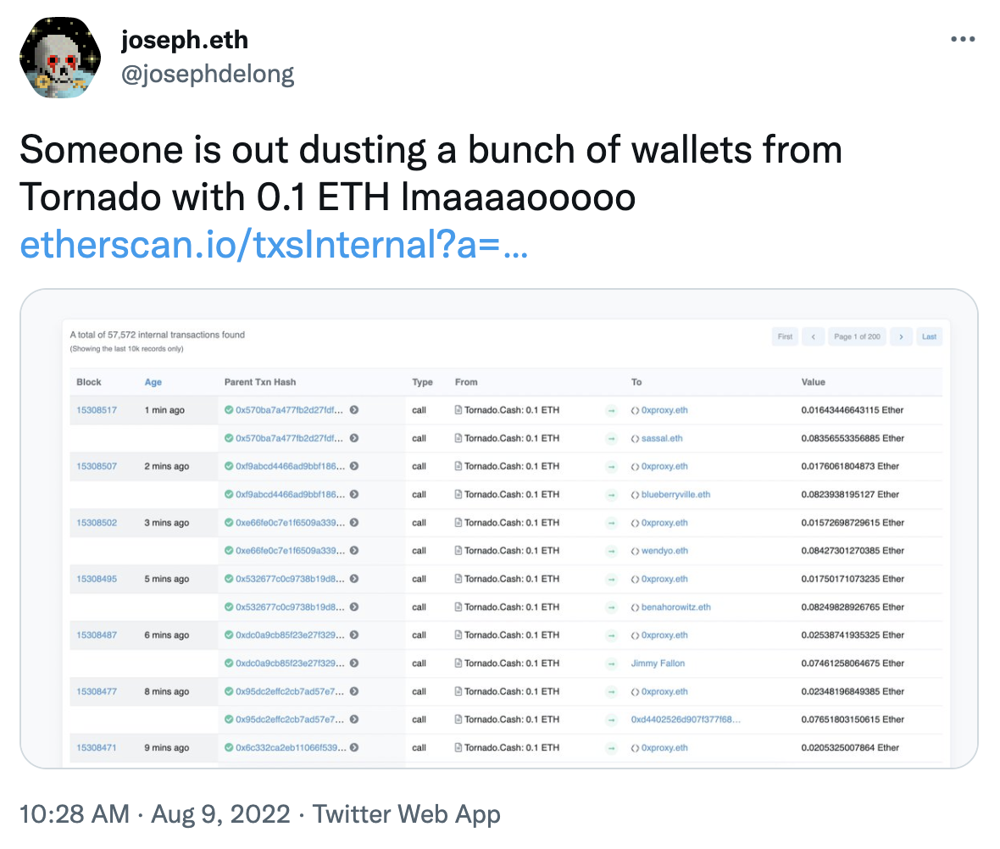 joseph.eth
@josephdelong
Someone is out dusting a bunch of wallets from
Tornado with 0.1 ETH lmaaaaooooo
etherscan.io/txsInternal?a=…
A total of 57,572 internal transactions found
(Showing the last 10k records only)
First < Page 1 of 200 > Last
Block Age Parent Txn Hash Type From To Value
15308517 1 min ago 0x570ba7a477fb2d27fdf... call Tornado.Cash: 0.1 ETH → 0xproxy.eth 0.01643446643115 Ether
0x570ba7a477fb2d27fdf... call Tornado.Cash: 0.1 ETH → sassal.eth 0.08356553356885 Ether
15308507 2 mins ago 0xf9abcd4466ad9bbf186... call Tornado.Cash: 0.1 ETH → 0xproxy.eth 0.0176061804873 Ether
0xf9abcd4466ad9bbf186... call Tornado.Cash: 0.1 ETH → blueberryville.eth 0.0823938195127 Ether
15308502 3 mins ago 0xe66fe0c7e1f6509a339... call Tornado.Cash: 0.1 ETH → 0xproxy.eth 0.01572698729615 Ether
0xe66fe0c7e1f6509a339... call Tornado.Cash: 0.1 ETH → wendyo.eth 0.08427301270385 Ether
15308495 5 mins ago 0x532677c0c9738b19d8... call Tornado.Cash: 0.1 ETH → 0xproxy.eth 0.01750171073235 Ether
0x532677c0c9738b19d8... call Tornado.Cash: 0.1 ETH → benahorowitz.eth 0.08249828926765 Ether
15308487 6 mins ago 0xdc0a9cb85f23e27f329... call Tornado.Cash: 0.1 ETH → 0xproxy.eth 0.02538741935325 Ether
0xdc0a9cb85f23e27f329... call Tornado.Cash: 0.1 ETH → Jimmy Fallon 0.07461258064675 Ether
15308477 8 mins ago 0x95dc2effc2cb7ad57e7... call Tornado.Cash: 0.1 ETH → 0xproxy.eth 0.02348196849385 Ether
0x95dc2effc2cb7ad57e7... call Tornado.Cash: 0.1 ETH → 0xd4402526d907f377f68... 0.07651803150615 Ether
15308471 9 mins ago 0x6c332ca2eb11066f539... call Tornado.Cash: 0.1 ETH → 0xproxy.eth 0.0205325007864 Ether
10:28 AM · Aug 9, 2022 · Twitter Web App